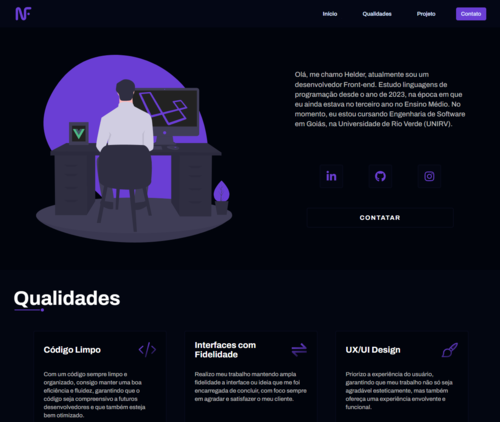 NF
Início
Qualidades
Projeto
Contato
Olá, me chamo Helder, atualmente sou um
desenvolvedor Front-end. Estudo linguagens de
programação desde o ano de 2023, na época em que
eu ainda estava no terceiro ano no Ensino Médio. No
momento, eu estou cursando Engenharia de Software
em Goiás, na Universidade de Rio Verde (UNIRV).
in
CONTATAR
Qualidades
Código Limpo
Com um código sempre limpo e
organizado, consigo manter uma boa
eficiência e fluidez, garantindo que o
código seja compreensivo a futuros
desenvolvedores e que também esteja
bem otimizado.
Interfaces com
Fidelidade
Realizo meu trabalho mantendo ampla
fidelidade a interface ou ideia que me foi
encarregada de concluir, com foco sempre
em agradar e satisfazer o meu cliente.
UX/UI Design
Priorizo a experiência do usuário,
garantindo que meu trabalho não só seja
agradável esteticamente, mas também
ofereça uma experiência envolvente e
funcional.